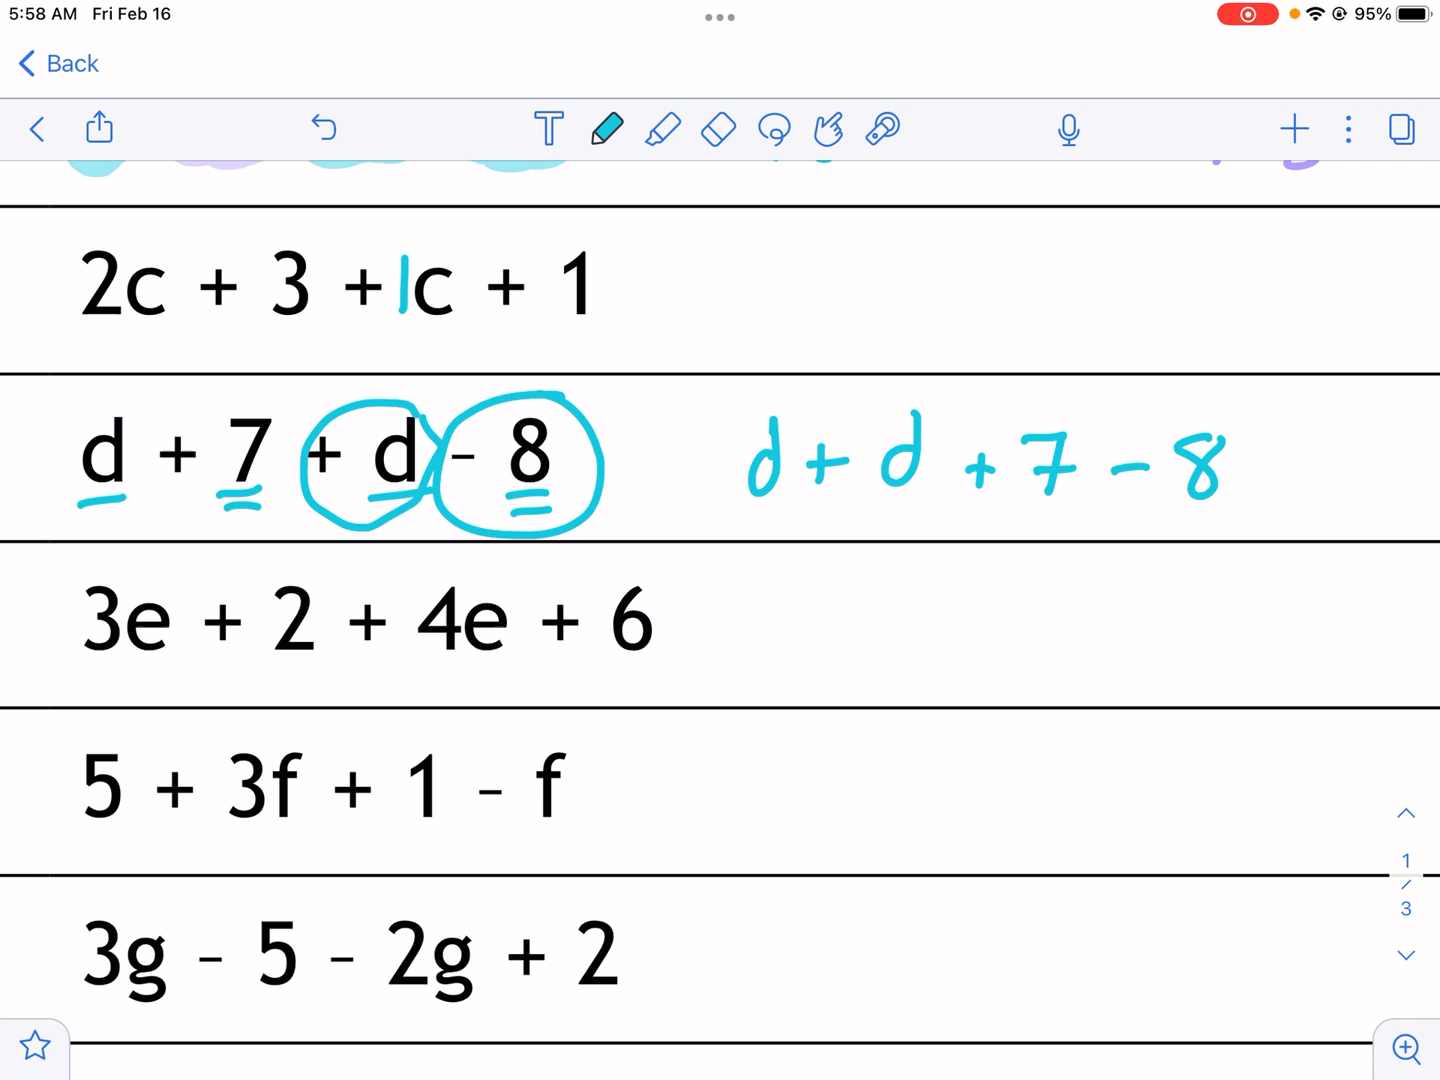 5:58 AM Fri Feb 16 95%
Back
T
2c + 3 + 1c + 1
d + 7 + d - 8 d + d + 7 - 8
3e + 2 + 4e + 6
5 + 3f + 1 - f
1
/
3
3g - 5 - 2g + 2